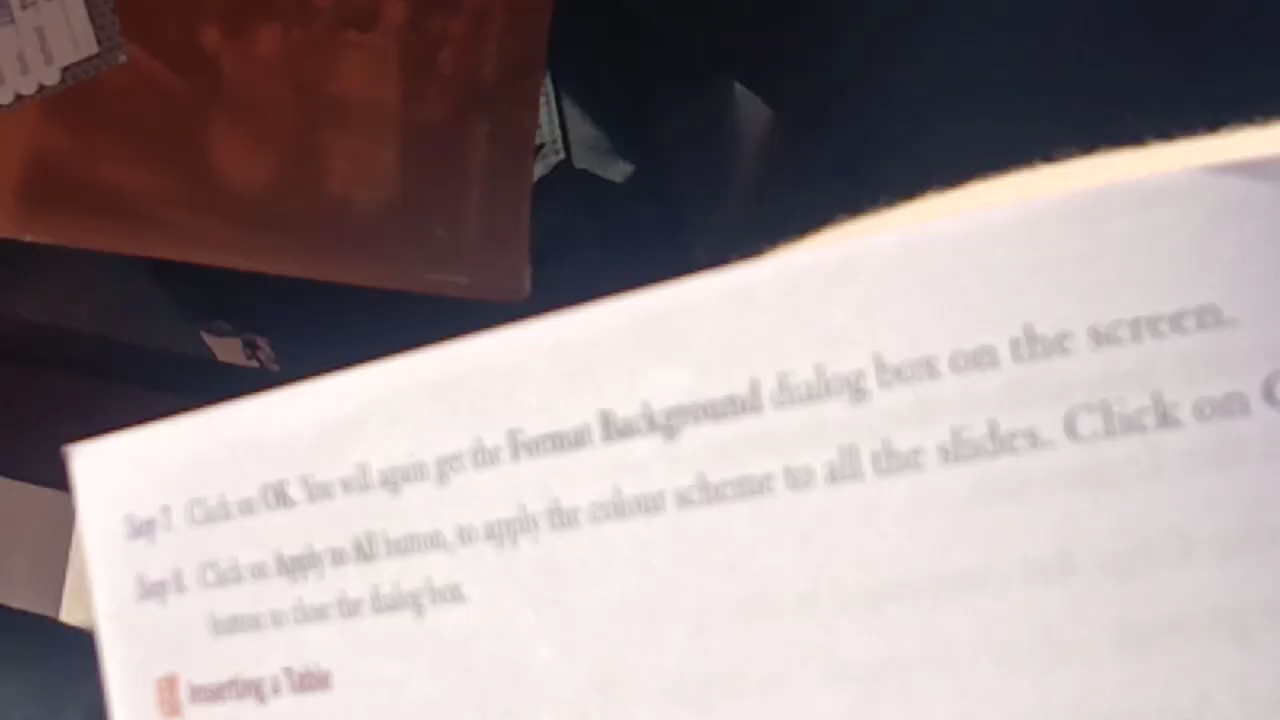 Step 7. Click on OK. You will again get the Format Background dialog box on the screen.
Step 8. Click on Apply to All button, to apply the colour scheme to all the slides. Click on
button to close the dialog box.
Inserting a Table